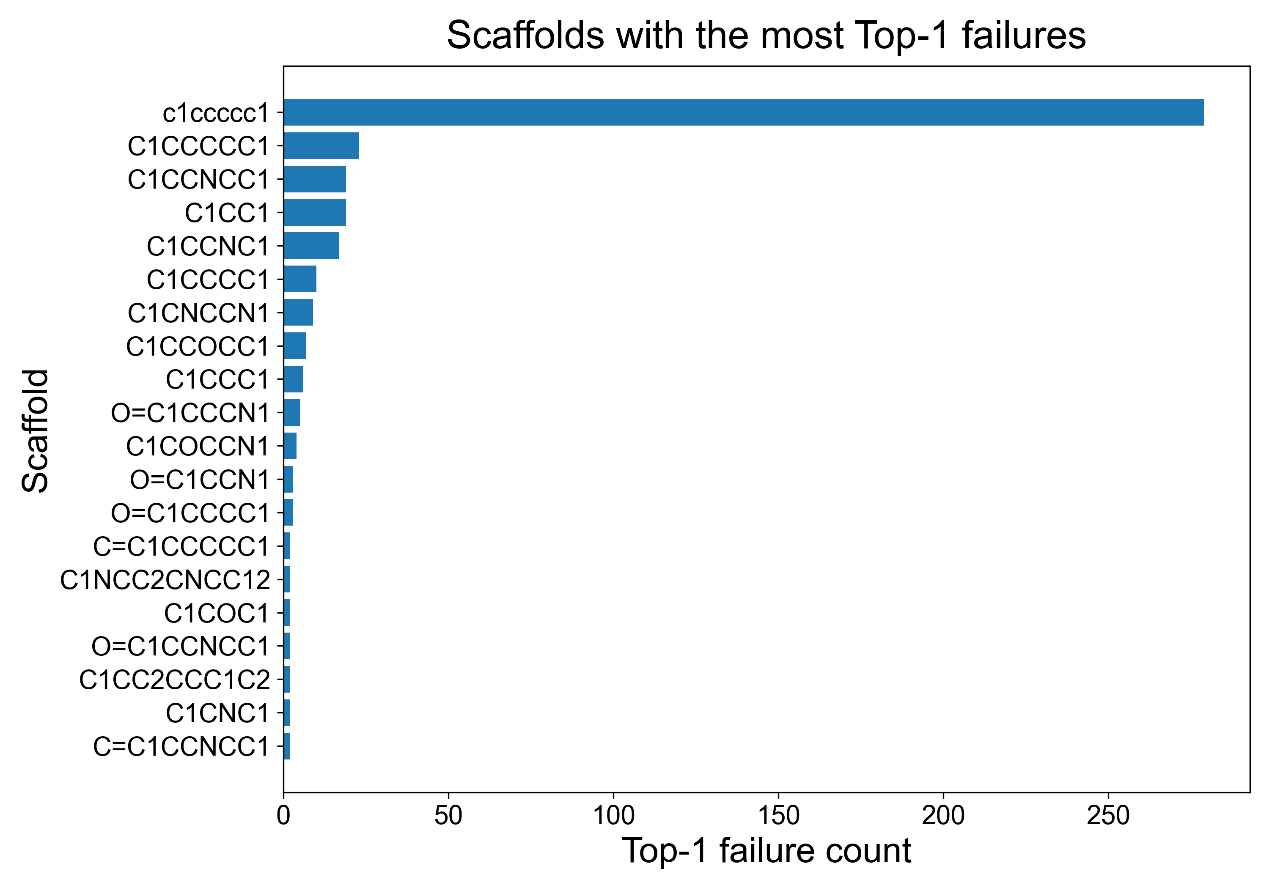 Scaffolds with the most Top-1 failures
Scaffold
c1ccccc1
C1CCCCC1
C1CCNCC1
C1CC1
C1CCNC1
C1CCCC1
C1CNCCN1
C1CCOCC1
C1CCC1
O=C1CCCN1
C1COCCN1
O=C1CCN1
O=C1CCCC1
C=C1CCCCC1
C1NCC2CNCC12
C1COC1
O=C1CCNCC1
C1CC2CCC1C2
C1CNC1
C=C1CCNCC1
0 50 100 150 200 250
Top-1 failure count